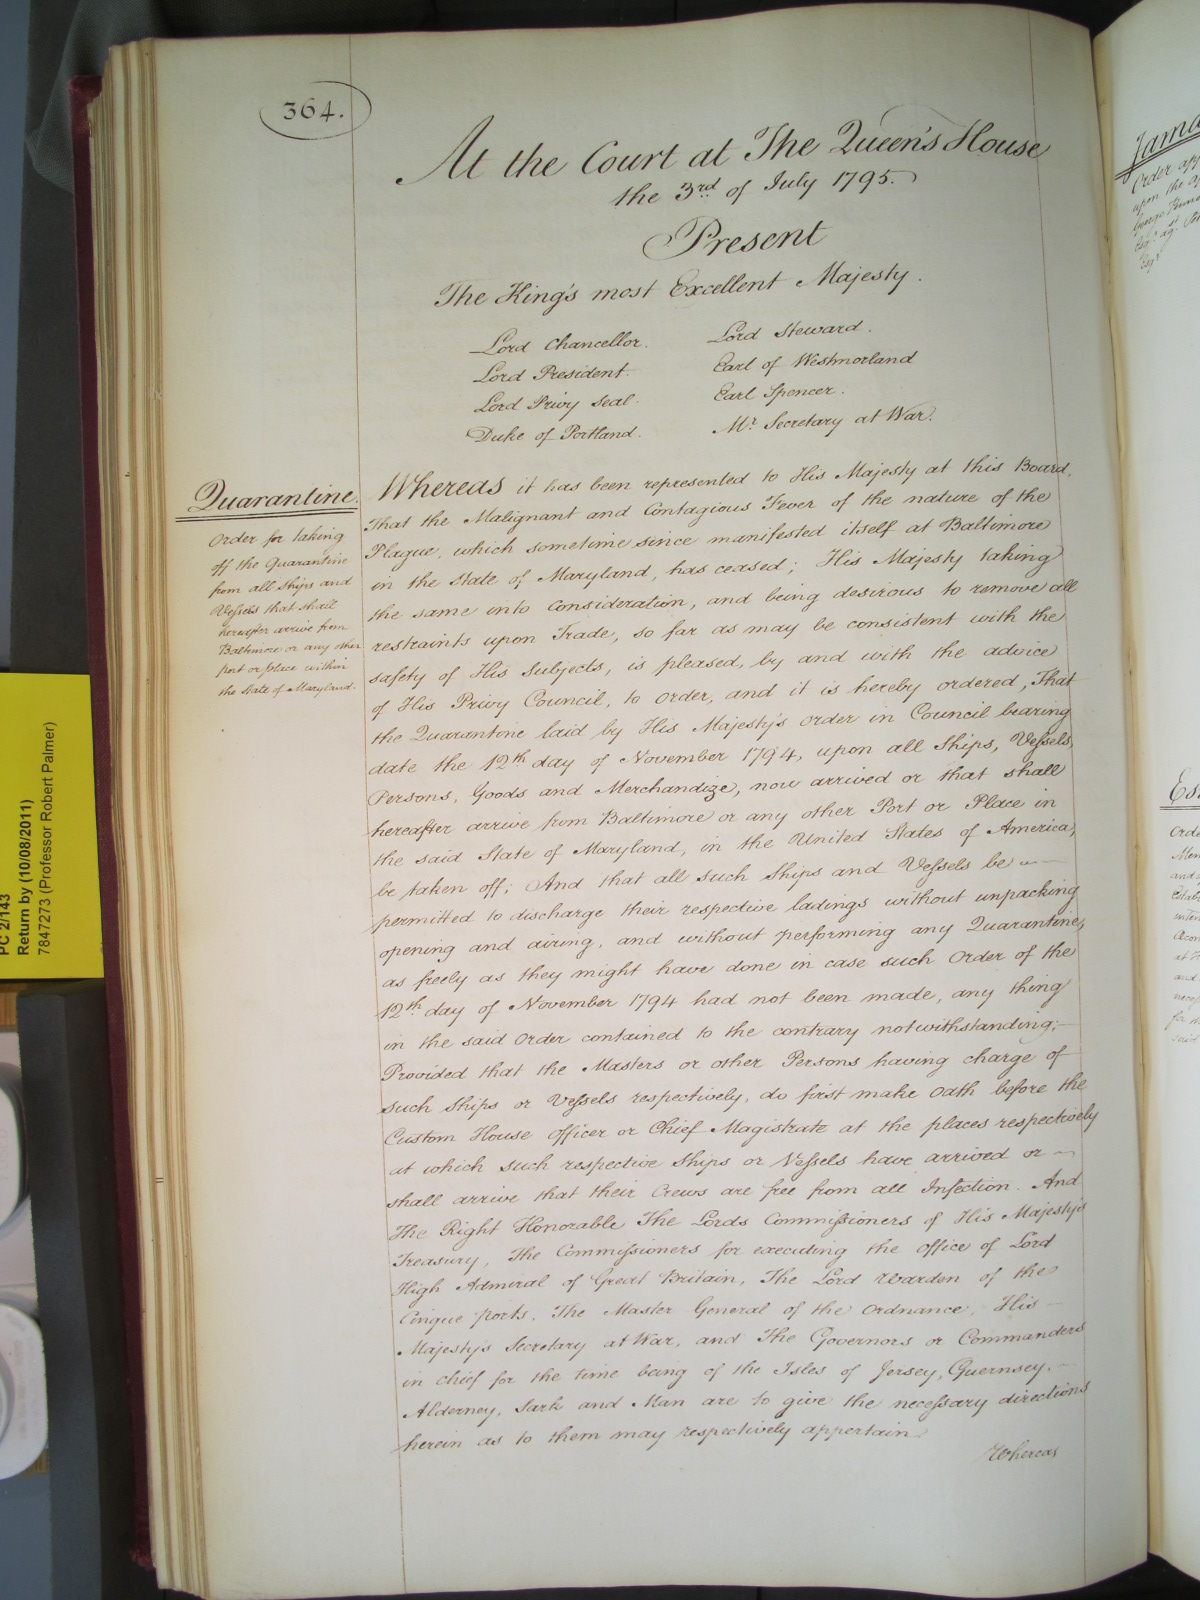 364.
At the Court at The Queen's House
the 3rd of July 1795.
Present
The King's most Excellent Majesty.
Lord Chancellor. Lord Steward.
Lord President. Earl of Westmorland
Lord Privy Seal. Earl Spencer.
Duke of Portland. Mr Secretary at War.
Quarantine.
Order for taking
off the Quarantine
from all Ships and
Vessels that shall
hereafter arrive from
Baltimore or any other
port or place within
the State of Maryland.
Whereas it has been represented to His Majesty at this Board,
That the Malignant and Contagious Fever of the nature of the
Plague, which sometime since manifested itself at Baltimore
in the State of Maryland, has ceased; His Majesty taking
the same into Consideration, and being desirous to remove all
restraints upon Trade, so far as may be consistent with the
safety of His Subjects, is pleased, by and with the advice
of His Privy Council, to order, and it is hereby ordered, That
the Quarantine laid by His Majesty's order in Council bearing
date the 12th day of November 1794, upon all Ships, Vessels,
Persons, Goods and Merchandize, now arrived or that shall
hereafter arrive from Baltimore or any other Port or Place in
the said State of Maryland, in the United States of America,
be taken off; And that all such Ships and Vessels be
permitted to discharge their respective ladings without unpacking
opening and airing, and without performing any Quarantine,
as freely as they might have done in case such Order of the
12th day of November 1794 had not been made, any thing
in the said Order contained to the contrary notwithstanding;
Provided that the Masters or other Persons having charge of
such Ships or Vessels respectively, do first make Oath before the
Custom House Officer or Chief Magistrate at the places respectively
at which such respective Ships or Vessels have arrived or
shall arrive that their Crews are free from all Infection. And
The Right Honorable The Lords Commissioners of His Majesty's
Treasury, The Commissioners for executing the office of Lord
High Admiral of Great Britain, The Lord Warden of the
Cinque ports, The Master General of the Ordnance, His
Majesty's Secretary at War, and The Governors or Commanders
in chief for the time being of the Isles of Jersey, Guernsey,
Alderney, Sark and Man are to give the necessary directions
herein as to them may respectively appertain.
Whereas
PC 2/143
Return by (10/08/2011)
7847273 (Professor Robert Palmer)